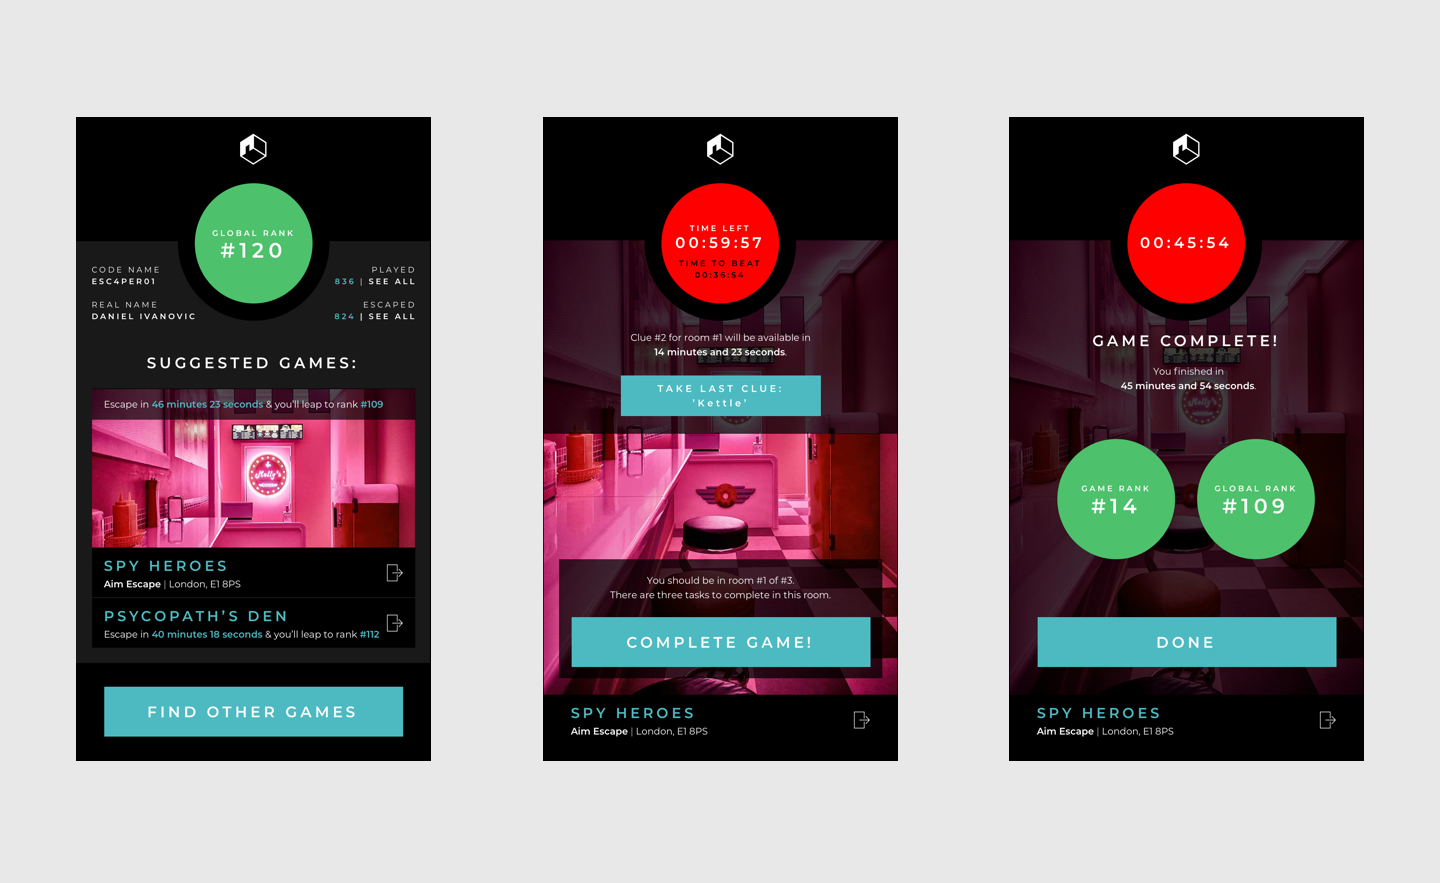 GLOBAL RANK
#120
CODE NAME
ESC4PER01
PLAYED
836 | SEE ALL
REAL NAME
DANIEL IVANOVIC
ESCAPED
824 | SEE ALL
SUGGESTED GAMES:
Escape in 46 minutes 23 seconds & you'll leap to rank #109
Molly's
SPY HEROES
Aim Escape | London, E1 8PS
PSYCOPATH'S DEN
Escape in 40 minutes 18 seconds & you'll leap to rank #112
FIND OTHER GAMES
TIME LEFT
00:59:57
TIME TO BEAT
00:36:54
Clue #2 for room #1 will be available in
14 minutes and 23 seconds.
TAKE LAST CLUE:
'Kettle'
You should be in room #1 of #3.
There are three tasks to complete in this room.
COMPLETE GAME!
SPY HEROES
Aim Escape | London, E1 8PS
00:45:54
GAME COMPLETE!
You finished in
45 minutes and 54 seconds.
Molly's
GAME RANK
#14
GLOBAL RANK
#109
DONE
SPY HEROES
Aim Escape | London, E1 8PS